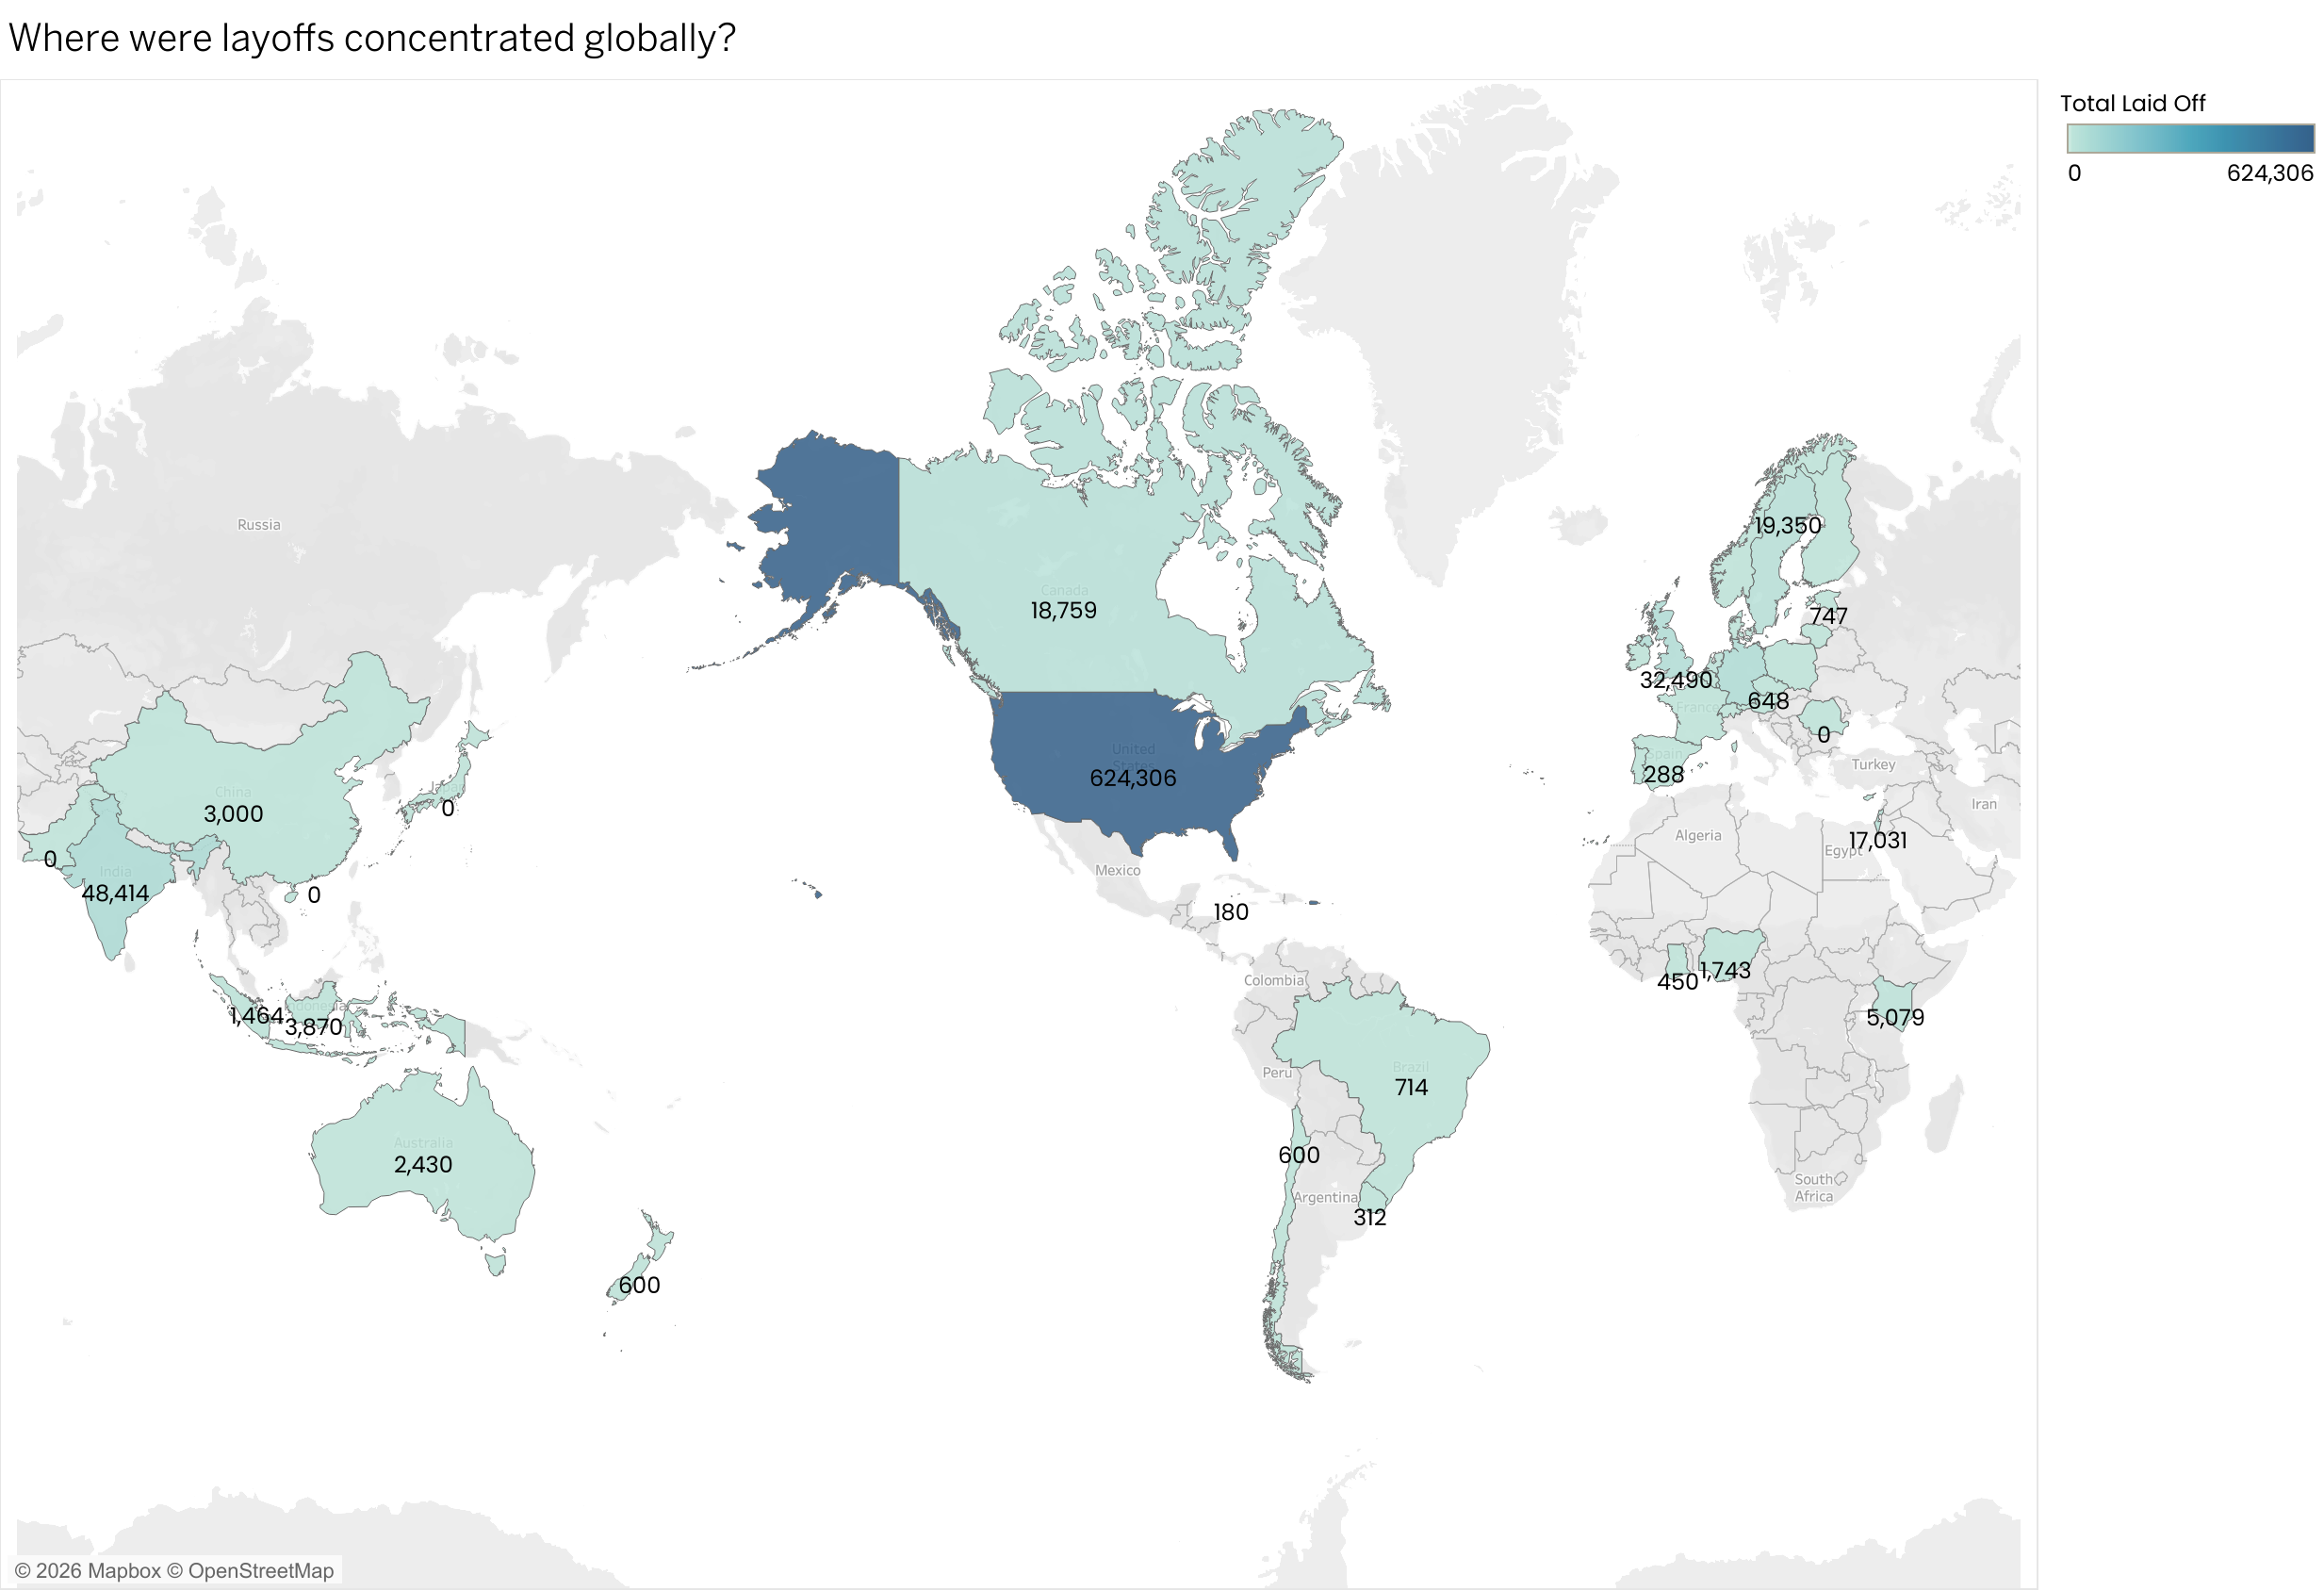 Where were layoffs concentrated globally?
Total Laid Off
0
624,306
Russia
19,350
Canada
18,759
747
32,490
648
France
0
United
States
624,306
Spain
288
Turkey
China
3,000
0
Iran
Algeria
17,031
Egypt
0
India
48,414
0
Mexico
180
Colombia
450
1,743
1,464
Indonesia
3,870
5,079
Peru
Brazil
714
Australia
2,430
600
Argentina
312
South
Africa
600
© 2026 Mapbox © OpenStreetMap